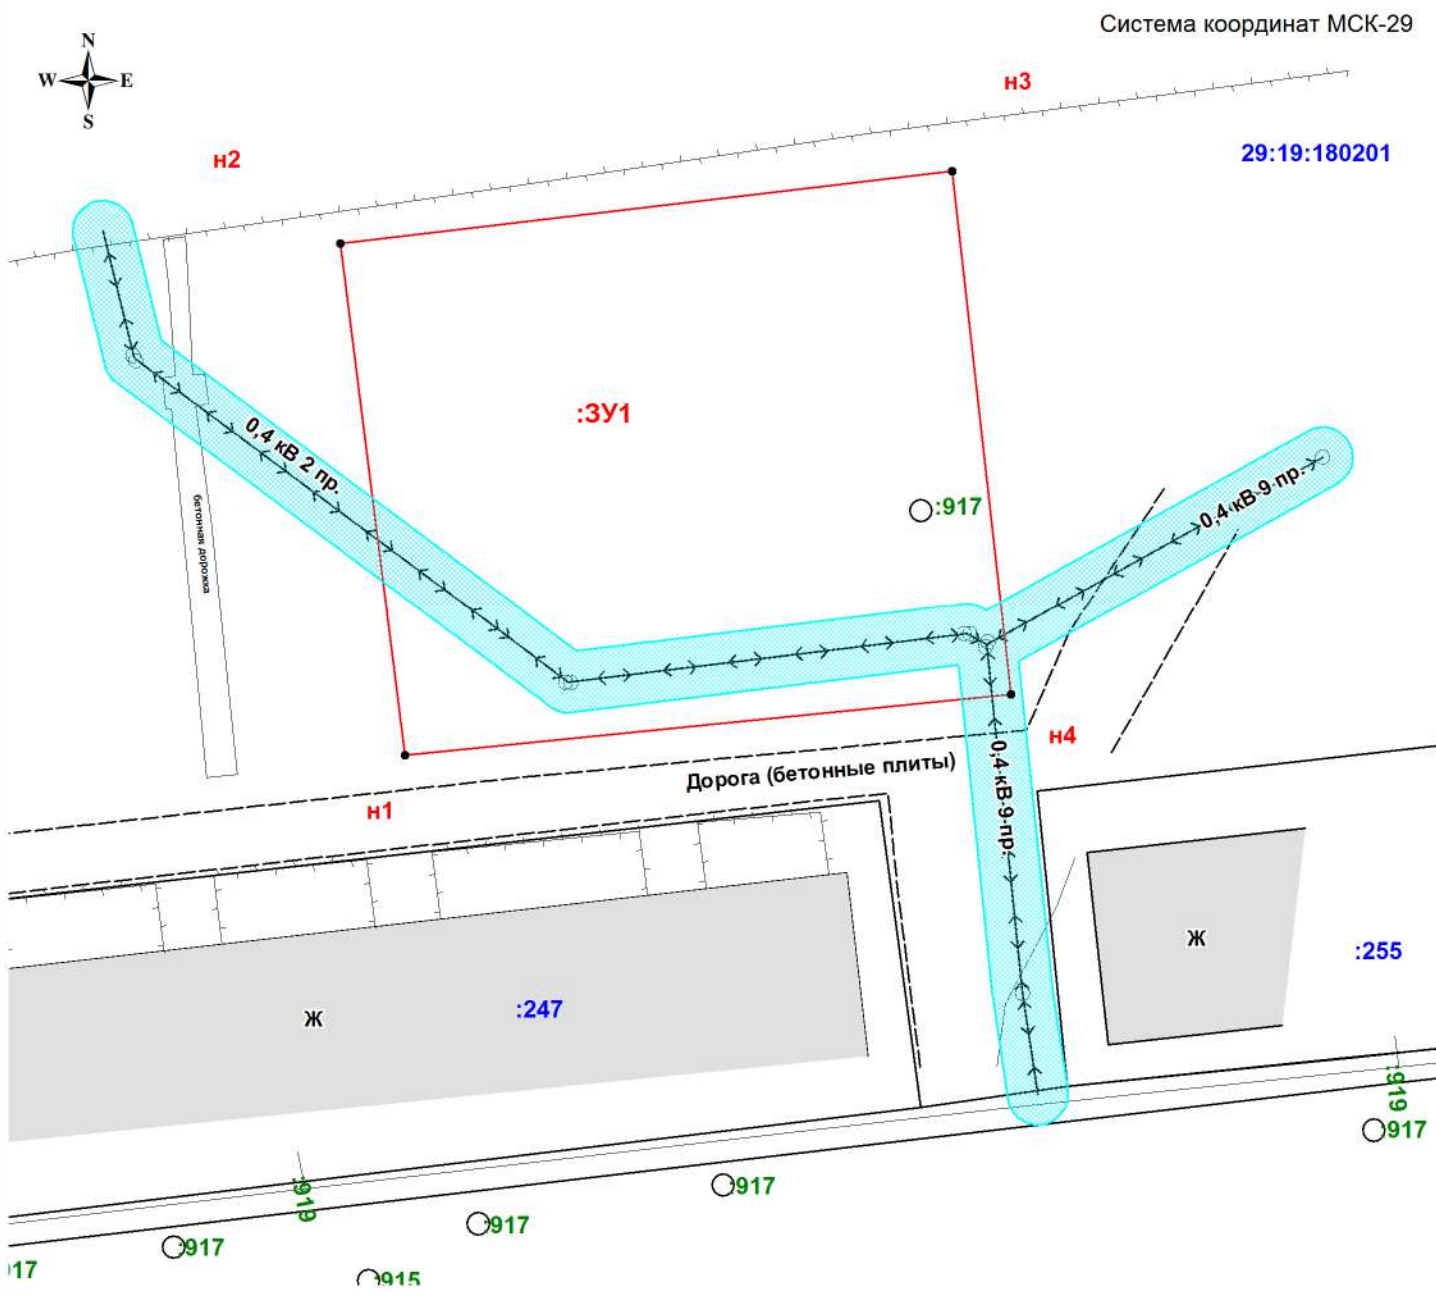 Система координат МСК-29
N
W E
S
н3
29:19:180201
н2
:ЗУ1
0,4 кВ 2 пр.
0,4 кВ 9 пр.
:917
бетонная дорожка
н4
0,4 кВ 9 пр.
Дорога (бетонные плиты)
н1
Ж
:255
:247
Ж
:919
:917
:917
:919
:917
:917
:915